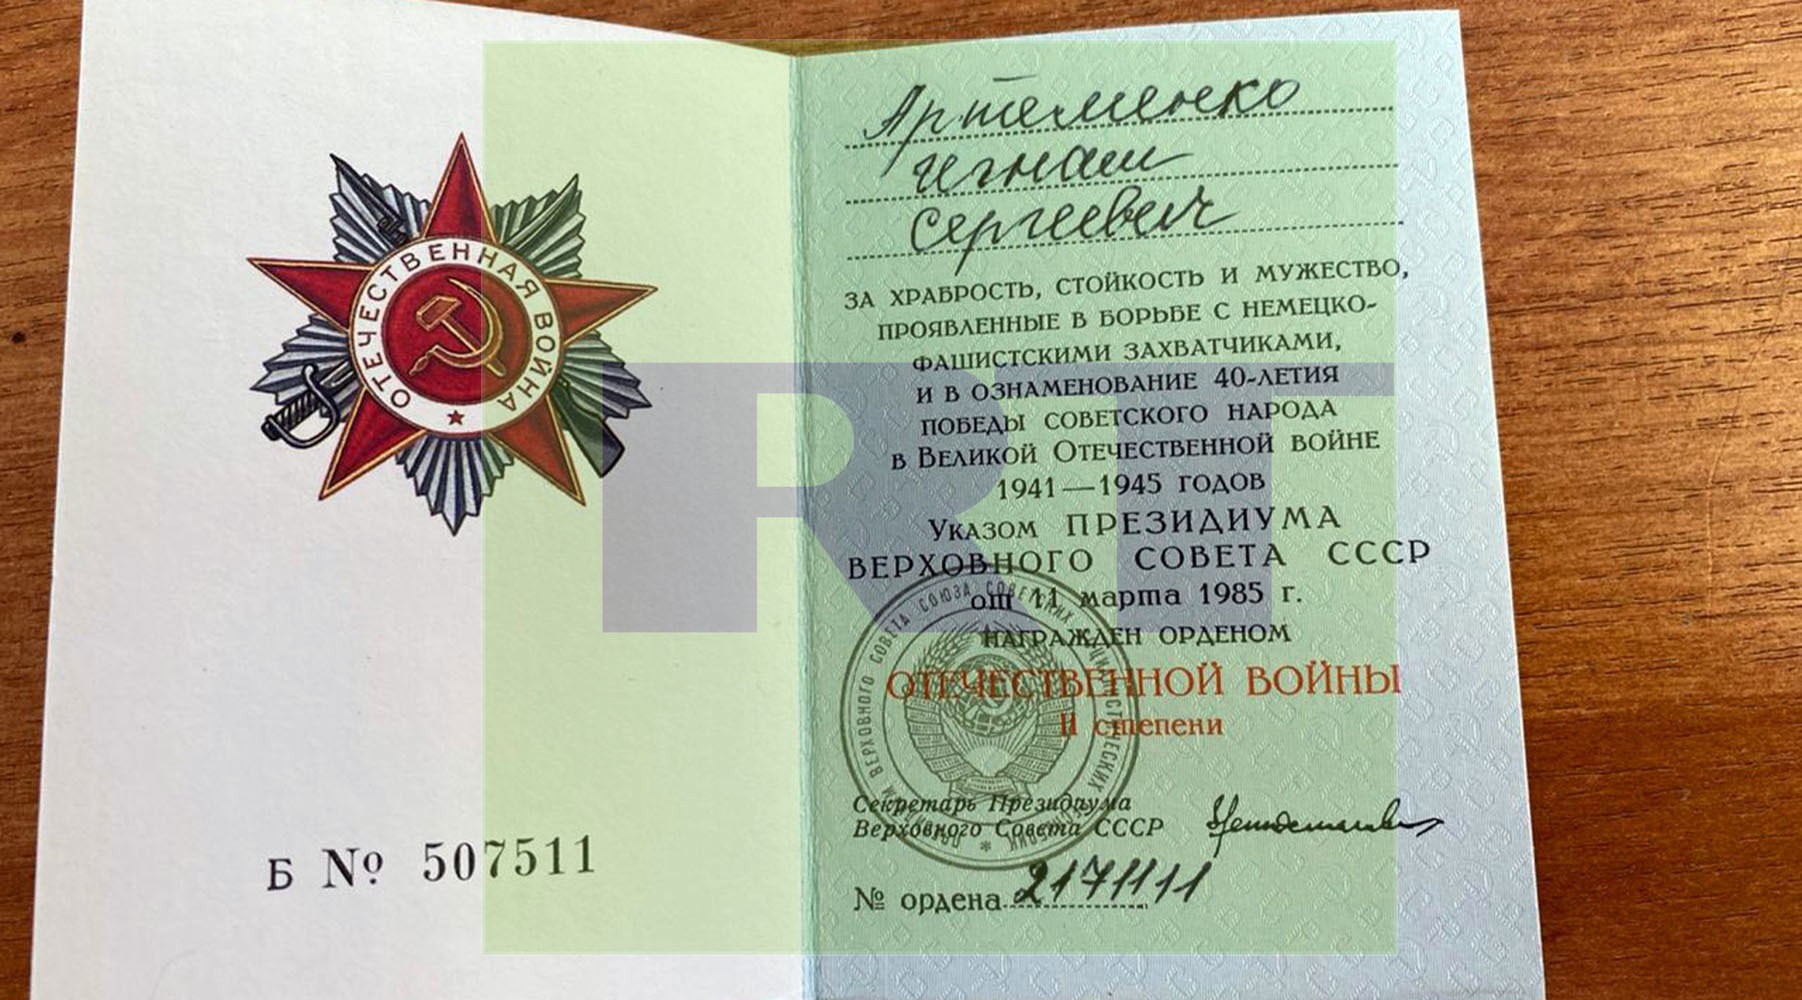 ОТЕЧЕСТВЕННАЯ ВОЙНА
Б № 507511
Артеменко
Игнат
Сергеевич
ЗА ХРАБРОСТЬ, СТОЙКОСТЬ И МУЖЕСТВО,
ПРОЯВЛЕННЫЕ В БОРЬБЕ С НЕМЕЦКО-
ФАШИСТСКИМИ ЗАХВАТЧИКАМИ,
И В ОЗНАМЕНОВАНИЕ 40-ЛЕТИЯ
ПОБЕДЫ СОВЕТСКОГО НАРОДА
В ВЕЛИКОЙ ОТЕЧЕСТВЕННОЙ ВОЙНЕ
1941—1945 ГОДОВ
УКАЗОМ ПРЕЗИДИУМА
ВЕРХОВНОГО СОВЕТА СССР
от 11 марта 1985 г.
НАГРАЖДЕН ОРДЕНОМ
ОТЕЧЕСТВЕННОЙ ВОЙНЫ
II степени
Секретарь Президиума
Верховного Совета СССР
№ ордена 2171111
RT